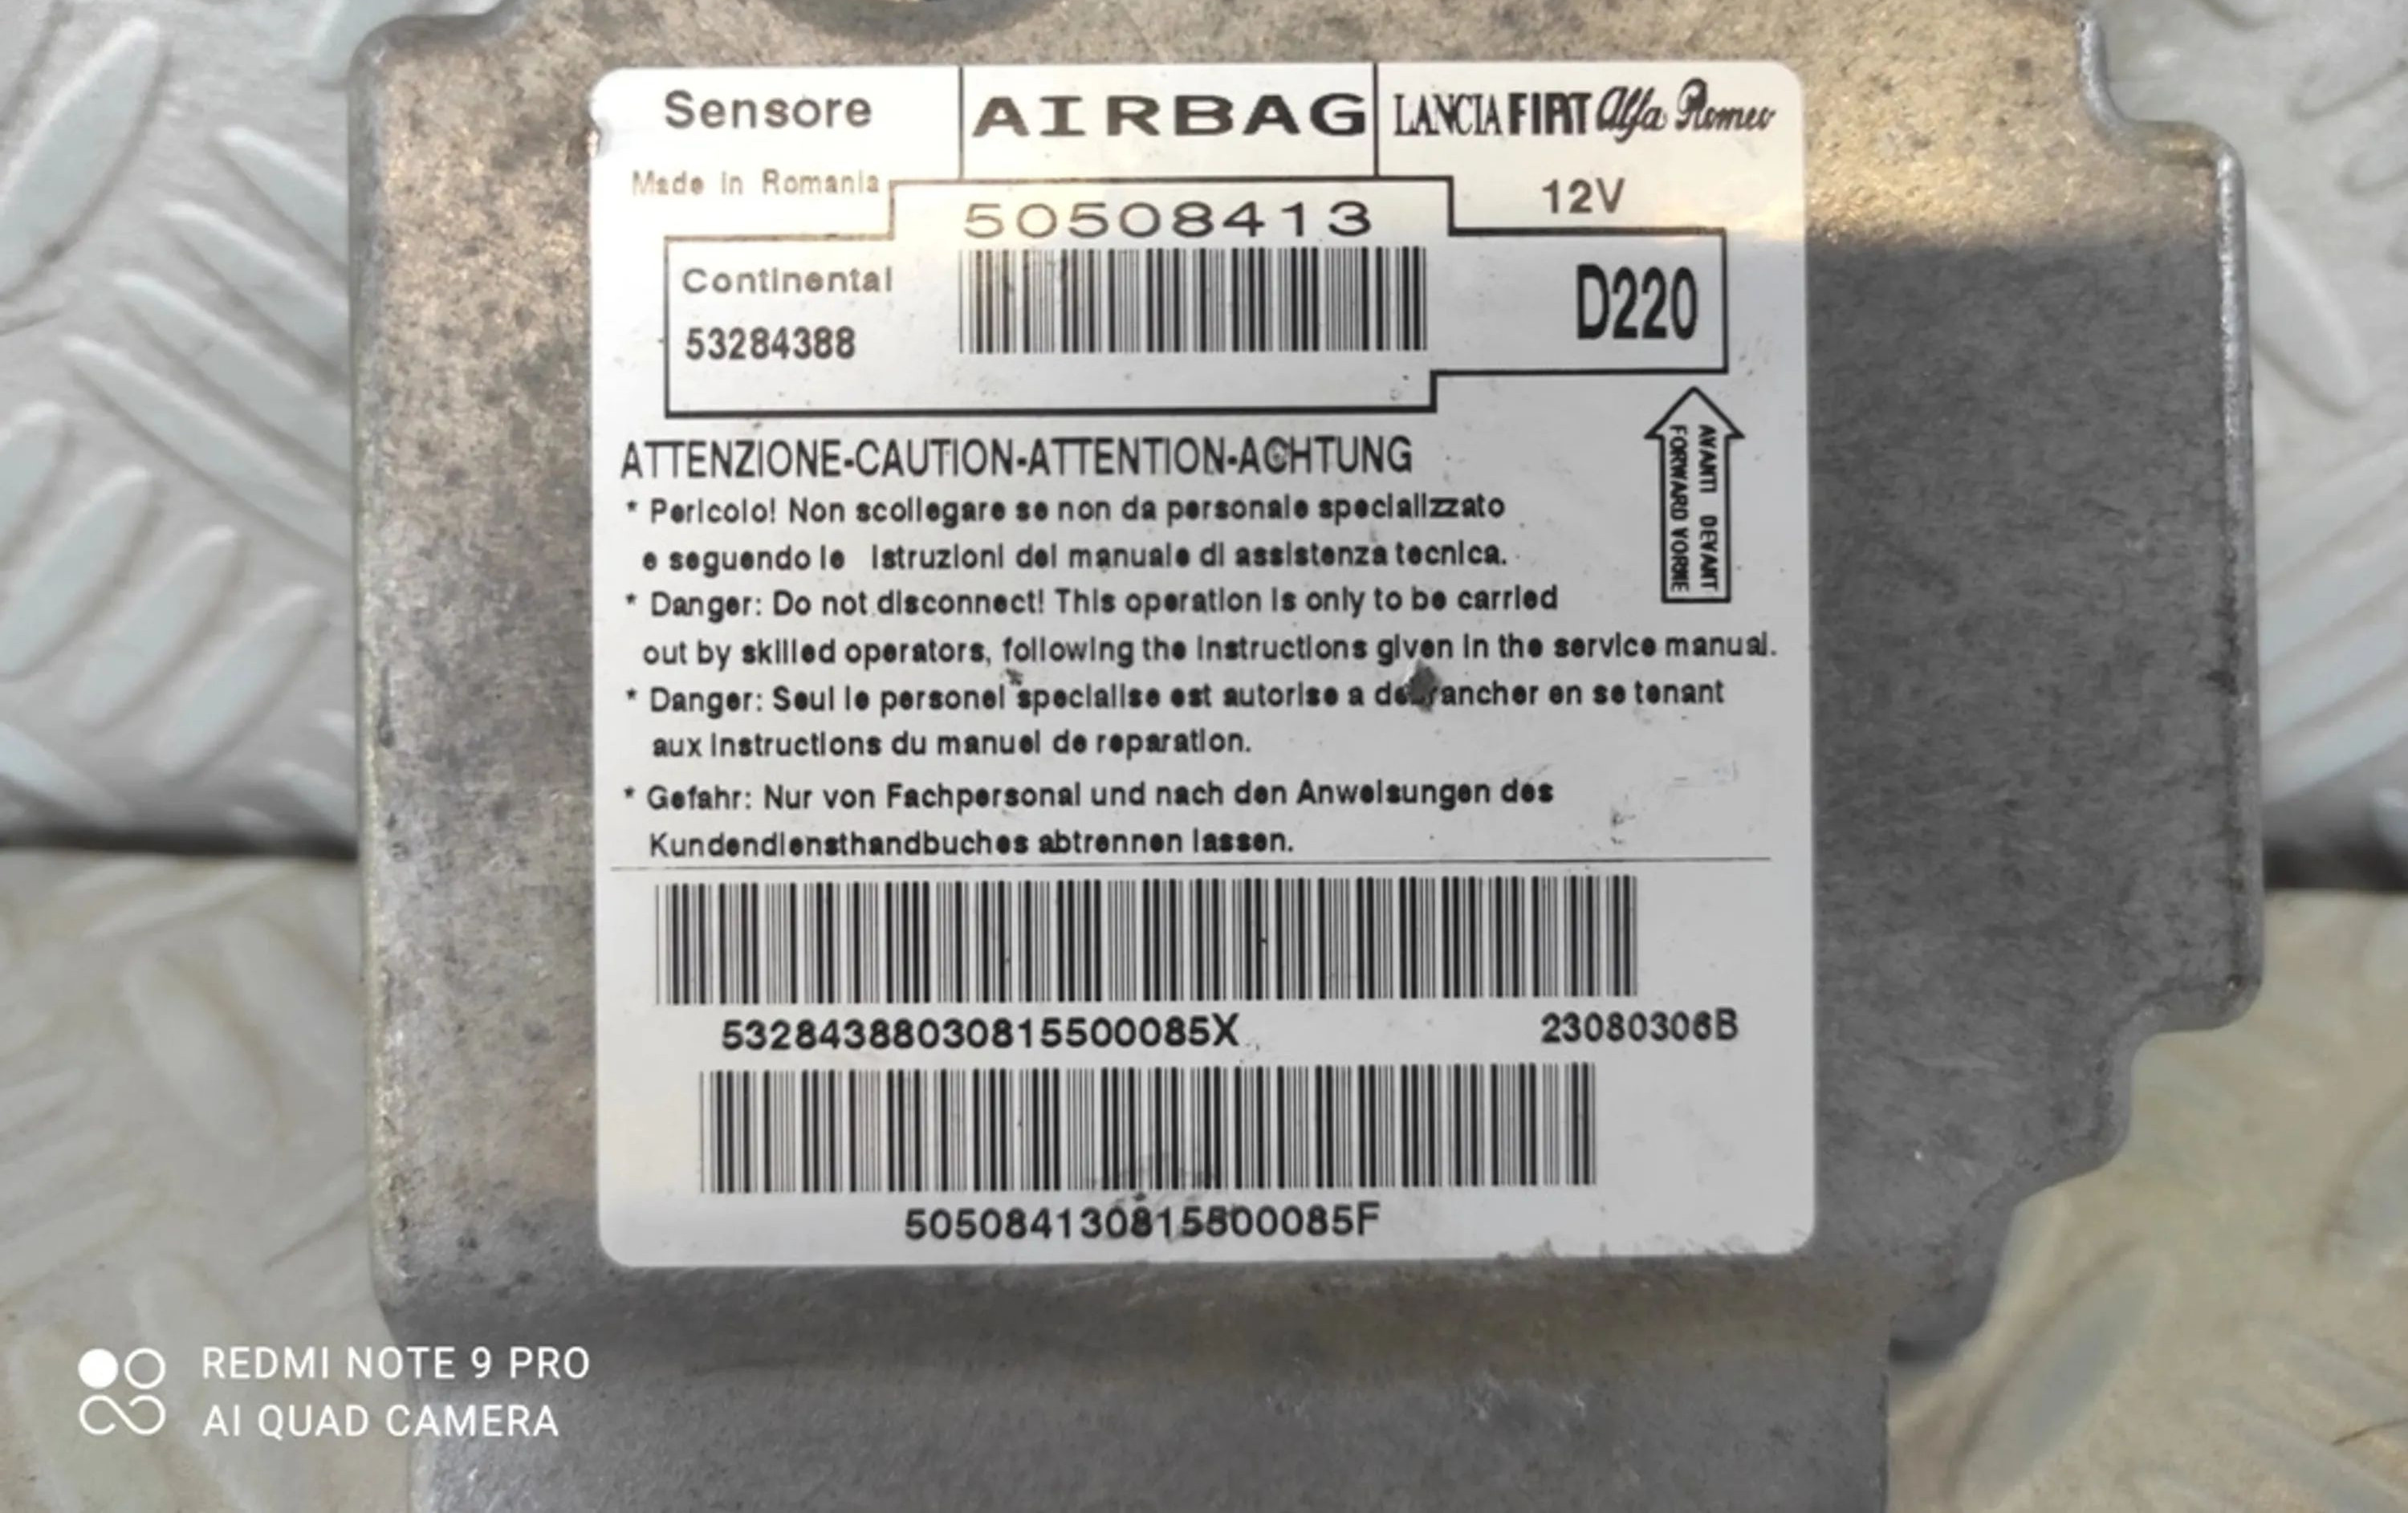 Sensore
AIRBAG
LANCIA FIAT Alfa Romeo
Made in Romania
12V
50508413
Continental
D220
53284388
AVANTI DEVANT
FORWARD VORNE
ATTENZIONE-CAUTION-ATTENTION-ACHTUNG
* Pericolo! Non scollegare se non da personale specializzato
e seguendo le istruzioni del manuale di assistenza tecnica.
* Danger: Do not disconnect! This operation is only to be carried
out by skilled operators, following the instructions given in the service manual.
* Danger: Seul le personel specialise est autorise a debrancher en se tenant
aux instructions du manuel de reparation.
* Gefahr: Nur von Fachpersonal und nach den Anweisungen des
Kundendiensthandbuches abtrennen lassen.
53284388030815500085X 23080306B
505084130815500085F
REDMI NOTE 9 PRO
AI QUAD CAMERA